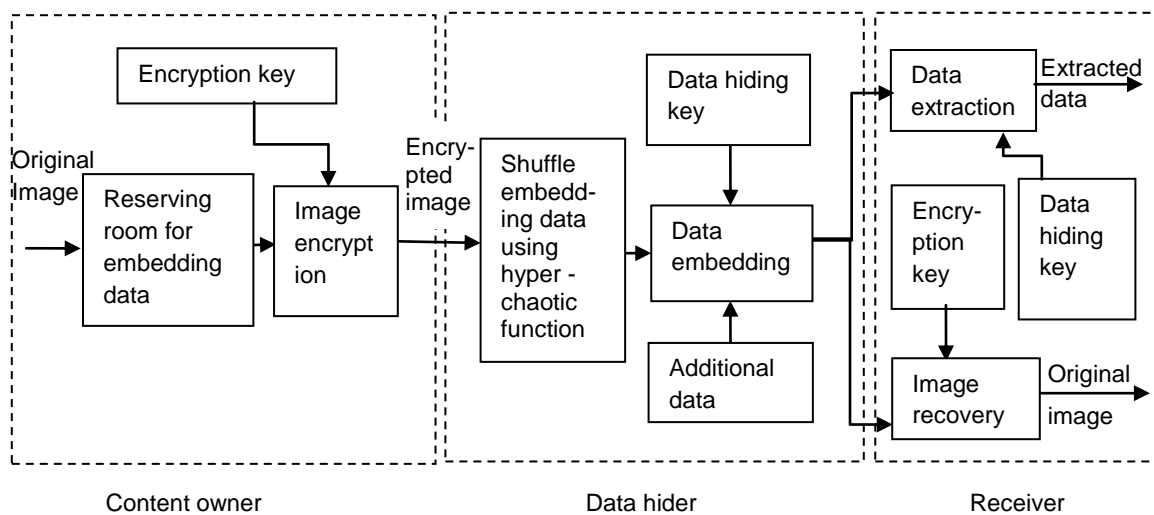 Encryption key
Original
Image
Reserving
room for
embedding
data
Image
encrypt
ion
Encry-
pted
image
Shuffle
embedd-
ing data
using
hyper -
chaotic
function
Data hiding
key
Data
embedding
Additional
data
Data
extraction
Extracted
data
Encry-
ption
key
Data
hiding
key
Image
recovery
Original
image
Content owner
Data hider
Receiver